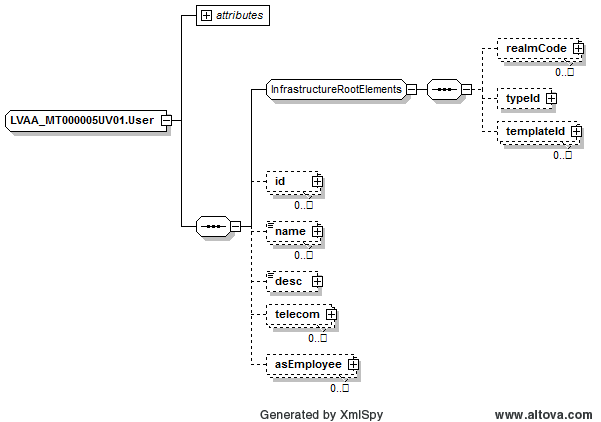 attributes
LVAA_MT000005UV01.User
InfrastructureRootElements
realmCode
0..□
typeId
templateId
0..□
id
0..□
name
0..□
desc
telecom
0..□
asEmployee
0..□
Generated by XmlSpy
www.altova.com